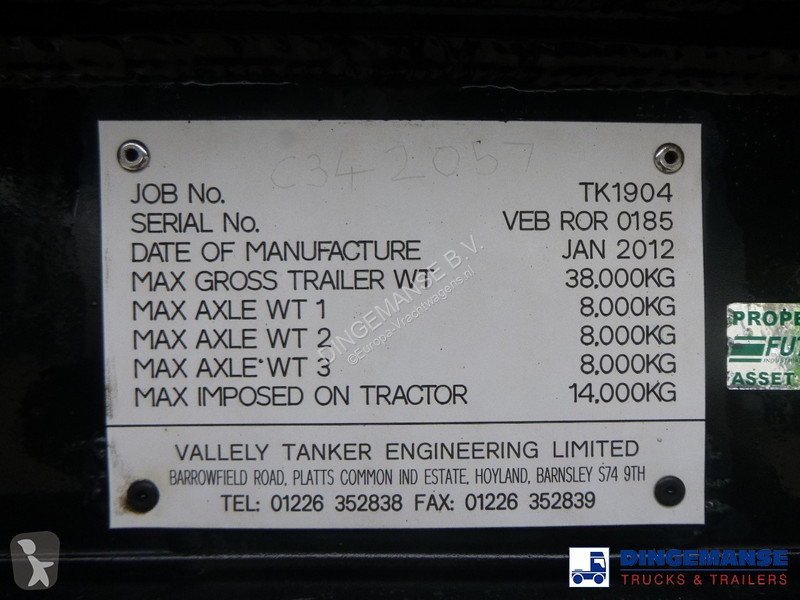 C342057
JOB No. TK1904
SERIAL No. VEB ROR 0185
DATE OF MANUFACTURE JAN 2012
MAX GROSS TRAILER WT 38.000KG
MAX AXLE WT 1 8.000KG
MAX AXLE WT 2 8.000KG
MAX AXLE WT 3 8.000KG
MAX IMPOSED ON TRACTOR 14.000KG
VALLELY TANKER ENGINEERING LIMITED
BARROWFIELD ROAD, PLATTS COMMON IND ESTATE, HOYLAND, BARNSLEY S74 9TH
TEL: 01226 352838 FAX: 01226 352839
DINGEMANSE B.V.
©Europa.Vrachtwagens.nl
ASSET
DINGEMANSE
TRUCKS & TRAILERS